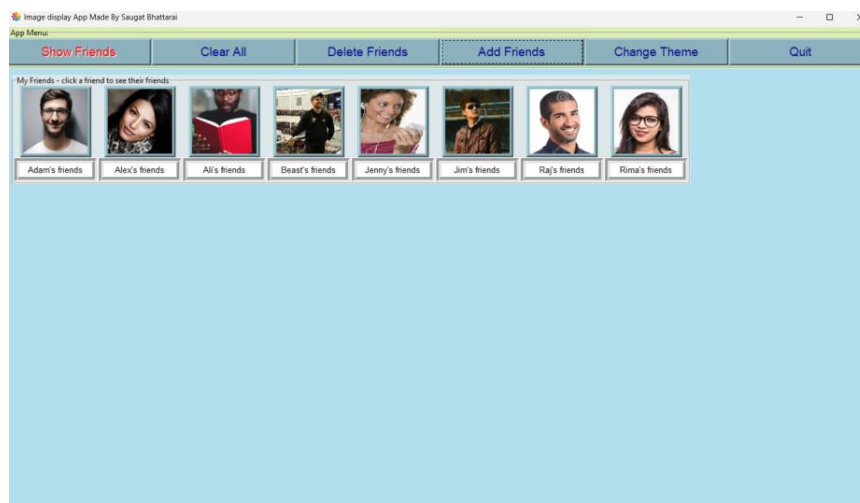 Image display App Made By Saugat Bhattarai
App Menu:
Show Friends Clear All Delete Friends Add Friends Change Theme Quit
My Friends - click a friend to see their friends
Adam's friends Alex's friends Ali's friends Beast's friends Jenny's friends Jim's friends Raj's friends Rima's friends